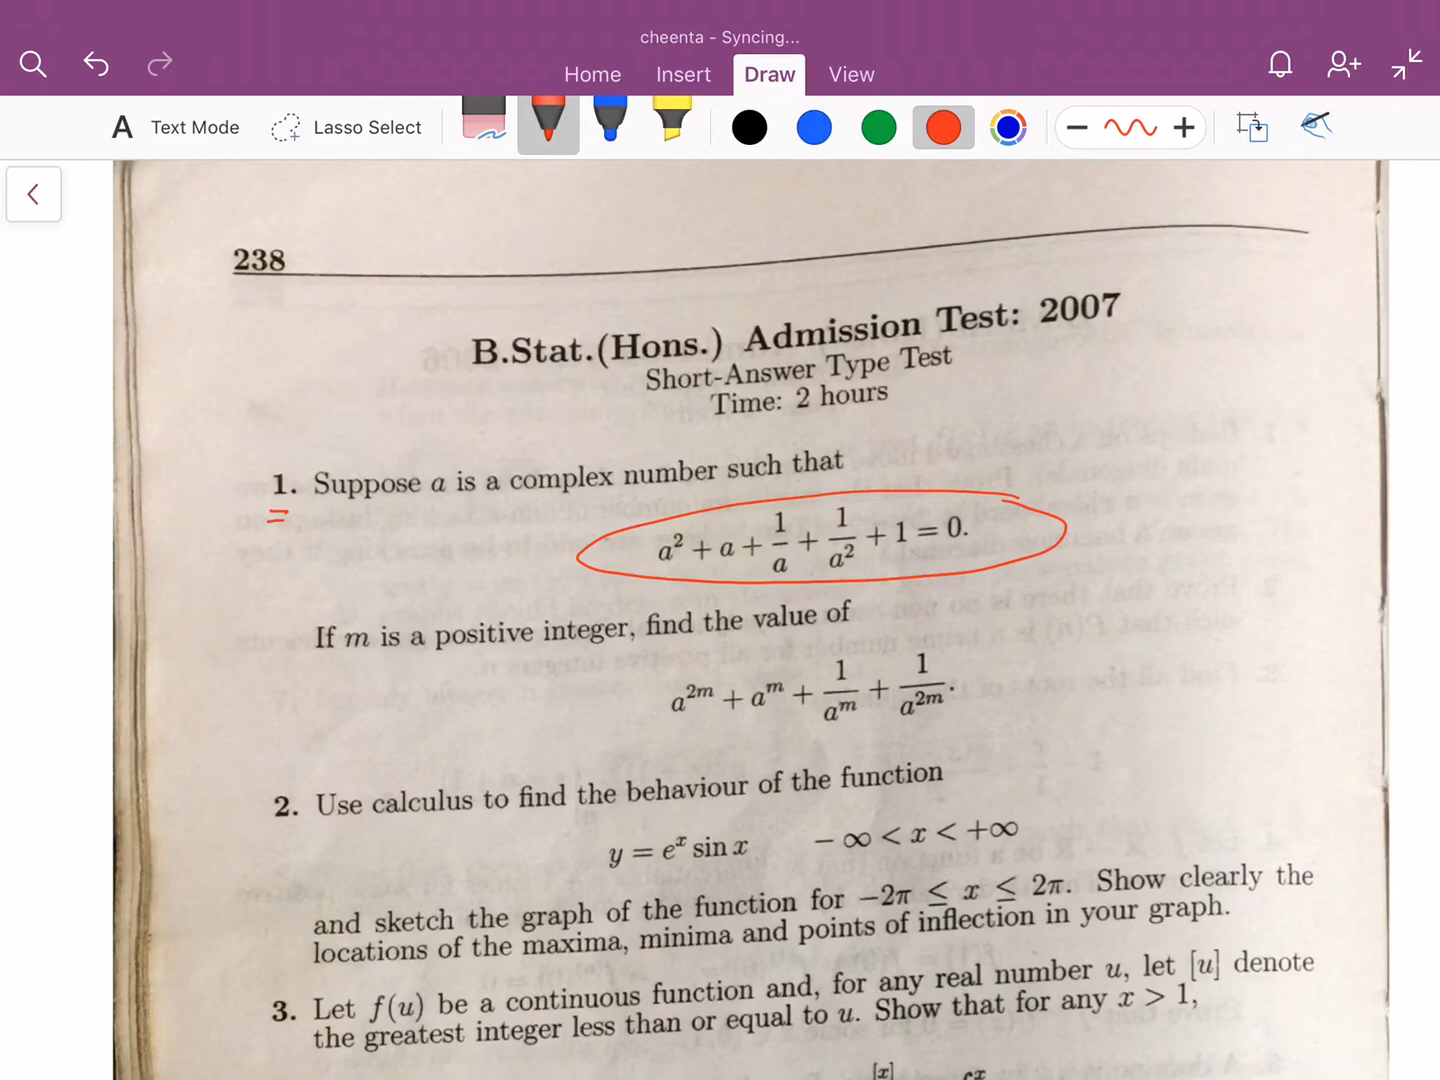 cheenta - Syncing...
Home Insert Draw View
A Text Mode Lasso Select
238
B.Stat.(Hons.) Admission Test: 2007
Short-Answer Type Test
Time: 2 hours
1. Suppose a is a complex number such that
a² + a + 1/a + 1/a² + 1 = 0.
If m is a positive integer, find the value of
a^{2m} + a^m + 1/a^m + 1/a^{2m}.
2. Use calculus to find the behaviour of the function
y = e^x sin x − ∞ < x < +∞
and sketch the graph of the function for −2π ≤ x ≤ 2π. Show clearly the
locations of the maxima, minima and points of inflection in your graph.
3. Let f(u) be a continuous function and, for any real number u, let [u] denote
the greatest integer less than or equal to u. Show that for any x > 1,
[x]